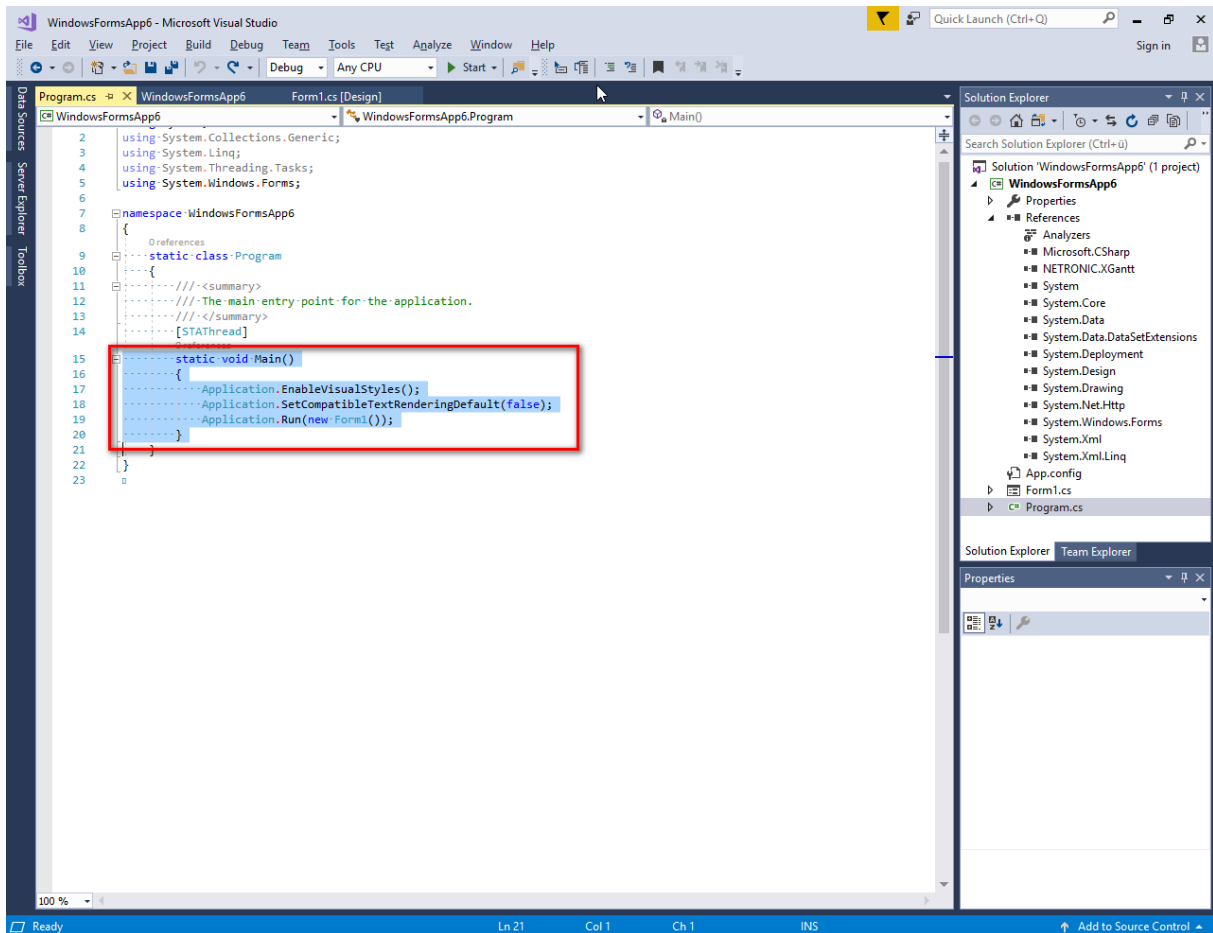 WindowsFormsApp6 - Microsoft Visual Studio
Quick Launch (Ctrl+Q)
File Edit View Project Build Debug Team Tools Test Analyze Window Help
Sign in
Debug Any CPU Start
Data Sources
Server Explorer
Toolbox
Program.cs WindowsFormsApp6 Form1.cs [Design]
WindowsFormsApp6 WindowsFormsApp6.Program Main()
2 using System.Collections.Generic;
3 using System.Linq;
4 using System.Threading.Tasks;
5 using System.Windows.Forms;
6
7 namespace WindowsFormsApp6
8 {
0 references
9 static class Program
10 {
11 /// <summary>
12 /// The main entry point for the application.
13 /// </summary>
14 [STAThread]
15 static void Main()
16 {
17 Application.EnableVisualStyles();
18 Application.SetCompatibleTextRenderingDefault(false);
19 Application.Run(new Form1());
20 }
21 }
22 }
23
100 %
Solution Explorer
Search Solution Explorer (Ctrl+ü)
Solution 'WindowsFormsApp6' (1 project)
WindowsFormsApp6
Properties
References
Analyzers
Microsoft.CSharp
NETRONIC.XGantt
System
System.Core
System.Data
System.Data.DataSetExtensions
System.Deployment
System.Design
System.Drawing
System.Net.Http
System.Windows.Forms
System.Xml
System.Xml.Linq
App.config
Form1.cs
Program.cs
Solution Explorer Team Explorer
Properties
Ready Ln 21 Col 1 Ch 1 INS Add to Source Control